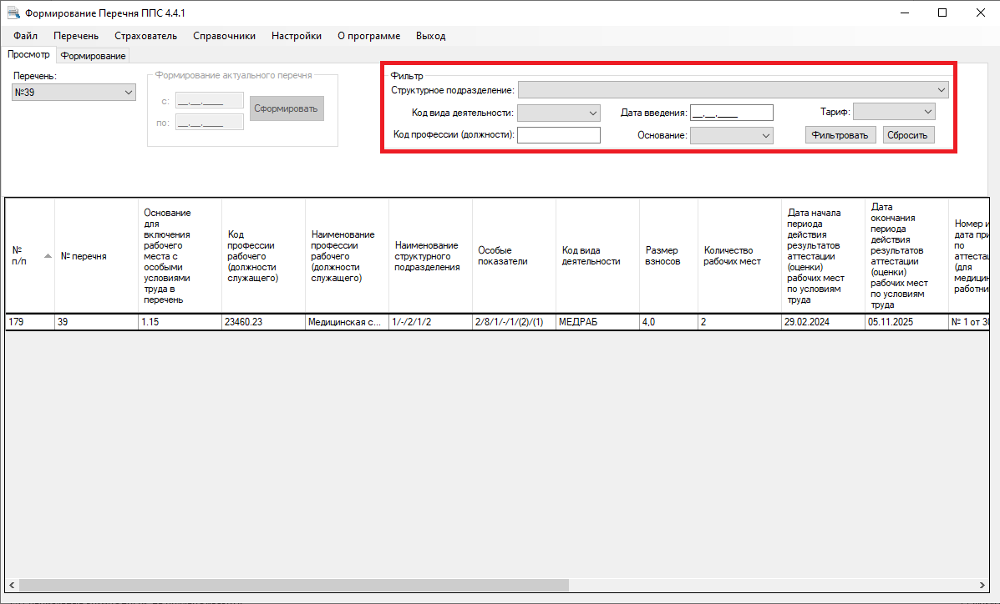 Формирование Перечня ППС 4.4.1
Файл Перечень Страхователь Справочники Настройки О программе Выход
Просмотр Формирование
Перечень:
№39
Формирование актуального перечня
с: __.__.____
по: __.__.____
Сформировать
Фильтр
Структурное подразделение:
Код вида деятельности:
Дата введения: __.__.____
Тариф:
Код профессии (должности):
Основание:
Фильтровать
Сбросить
№
п/п
№ перечня
Основание
для
включения
рабочего
места с
особыми
условиями
труда в
перечень
Код
профессии
рабочего
(должности
служащего)
Наименование
профессии
рабочего
(должности
служащего)
Наименование
структурного
подразделения
Особые
показатели
Код вида
деятельности
Размер
взносов
Количество
рабочих мест
Дата начала
периода
действия
результатов
аттестации
(оценки)
рабочих мест
по условиям
труда
Дата
окончания
периода
действия
результатов
аттестации
(оценки)
рабочих мест
по условиям
труда
Номер и
дата при
по
аттестац
(для
медицин
работни
179 39 1.15 23460.23 Медицинская с... 1/-/2/1/2 2/8/1/-/1/(2)/(1) МЕДРАБ 4,0 2 29.02.2024 05.11.2025 № 1 от 30